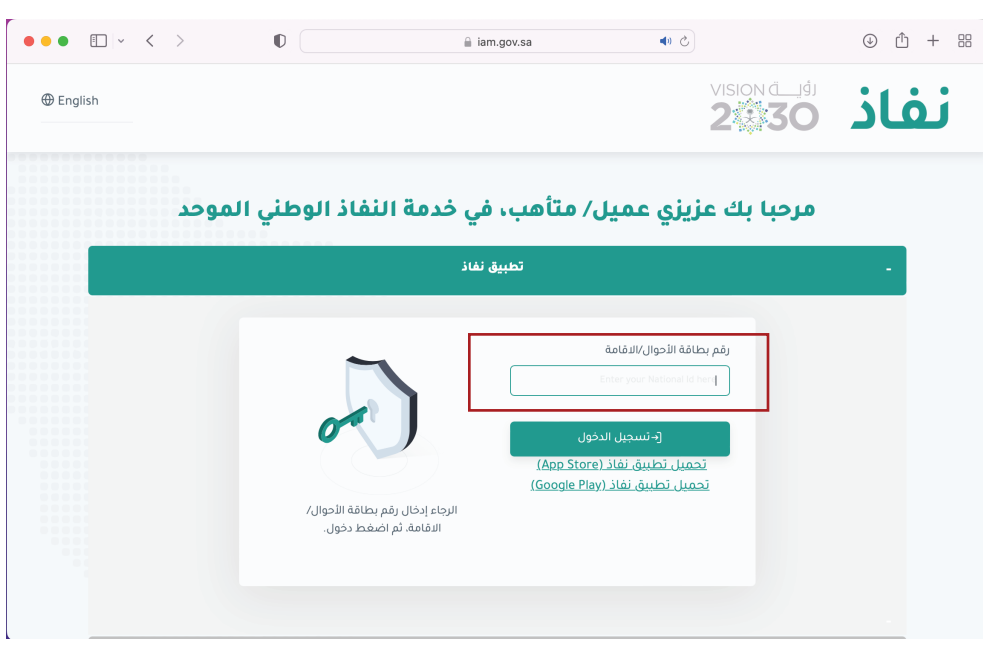 iam.gov.sa
English
VISION رؤيــــة
2030
نفاذ
مرحبا بك عزيزي عميل/ متأهب، في خدمة النفاذ الوطني الموحد
تطبيق نفاذ
-
رقم بطاقة الأحوال/الاقامة
Enter your National Id here
تسجيل الدخول
تحميل تطبيق نفاذ (App Store)
تحميل تطبيق نفاذ (Google Play)
الرجاء إدخال رقم بطاقة الأحوال/
الاقامة، ثم اضغط دخول.